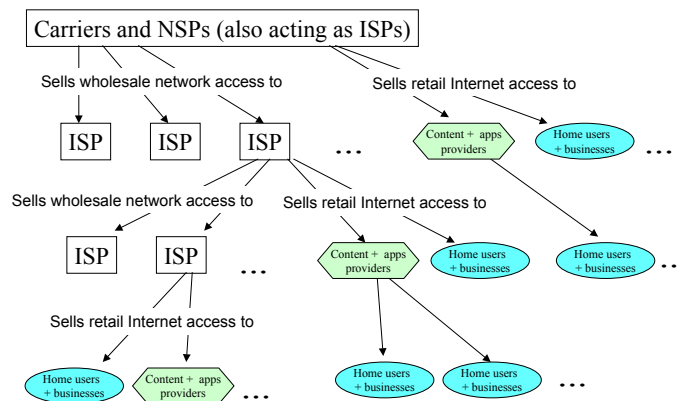 Carriers and NSPs (also acting as ISPs)
Sells wholesale network access to
Sells retail Internet access to
ISP
ISP
ISP
...
Content + apps
providers
Home users
+ businesses
...
Sells wholesale network access to
Sells retail Internet access to
ISP
ISP
...
Content + apps
providers
Home users
+ businesses
Home users
+ businesses
..
Sells retail Internet access to
Home users
+ businesses
Content + apps
providers
...
Home users
+ businesses
Home users
+ businesses
...